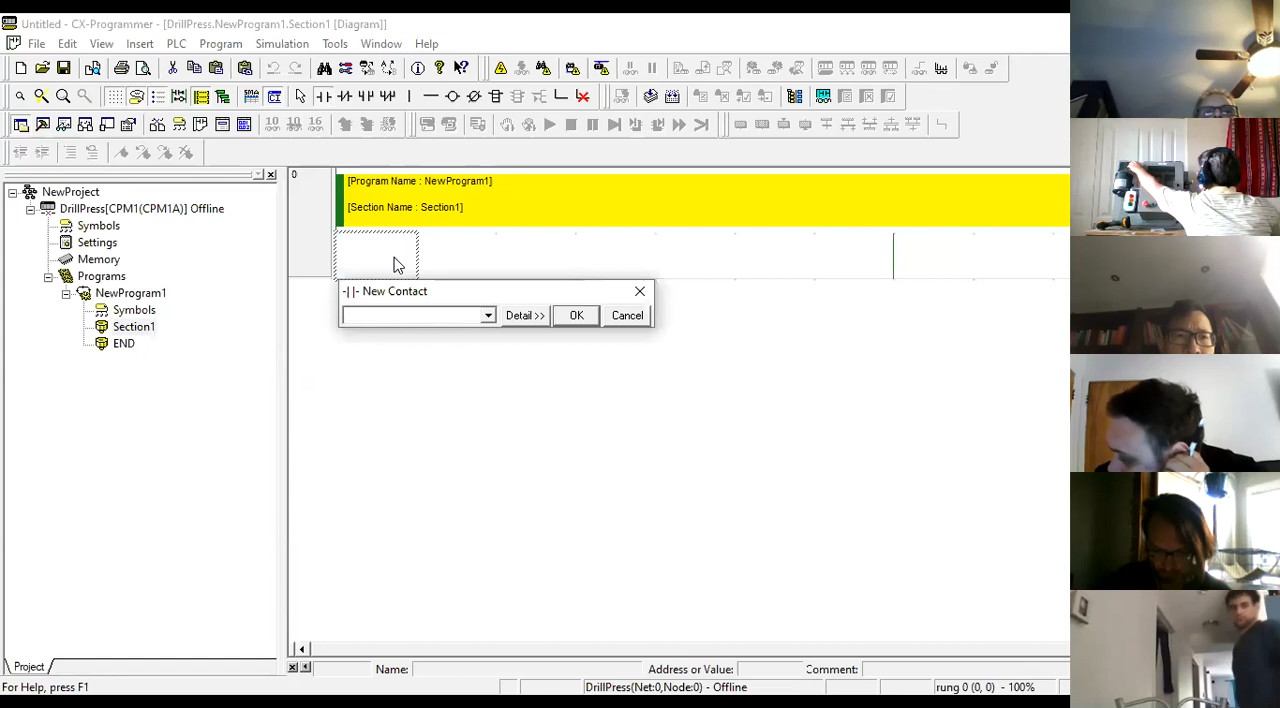 Untitled - CX-Programmer - [DrillPress.NewProgram1.Section1 [Diagram]]
File Edit View Insert PLC Program Simulation Tools Window Help
10 10 16
0
[Program Name : NewProgram1]
[Section Name : Section1]
NewProject
DrillPress[CPM1(CPM1A)] Offline
Symbols
Settings
Memory
Programs
NewProgram1
Symbols
Section1
END
-| |- New Contact
Detail >> OK Cancel
Project
Name: Address or Value: Comment:
For Help, press F1
DrillPress(Net:0,Node:0) - Offline
rung 0 (0, 0) - 100%